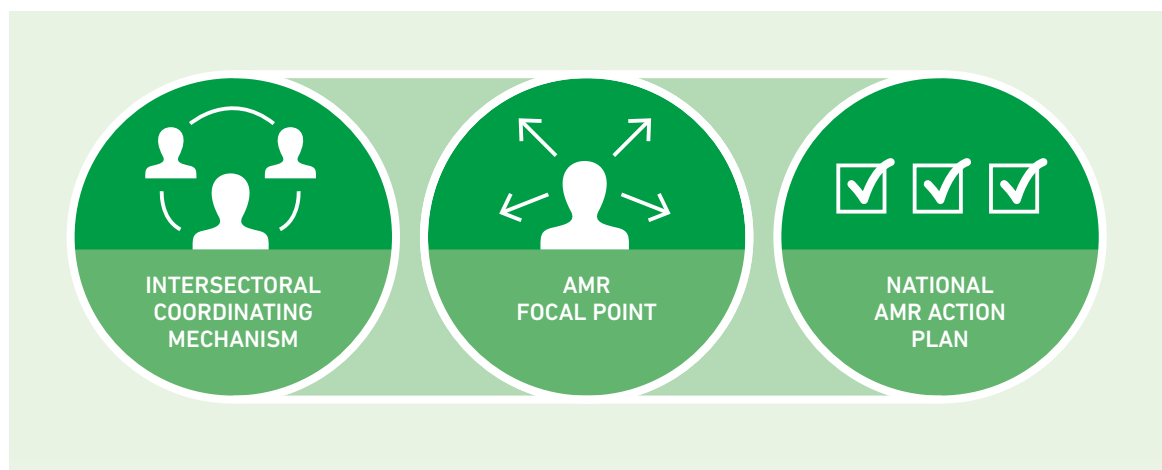 INTERSECTORAL
COORDINATING
MECHANISM
AMR
FOCAL POINT
NATIONAL
AMR ACTION
PLAN